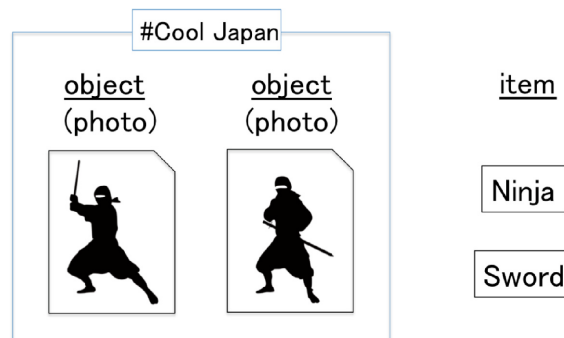 #Cool Japan
object
(photo)
object
(photo)
item
Ninja
Sword